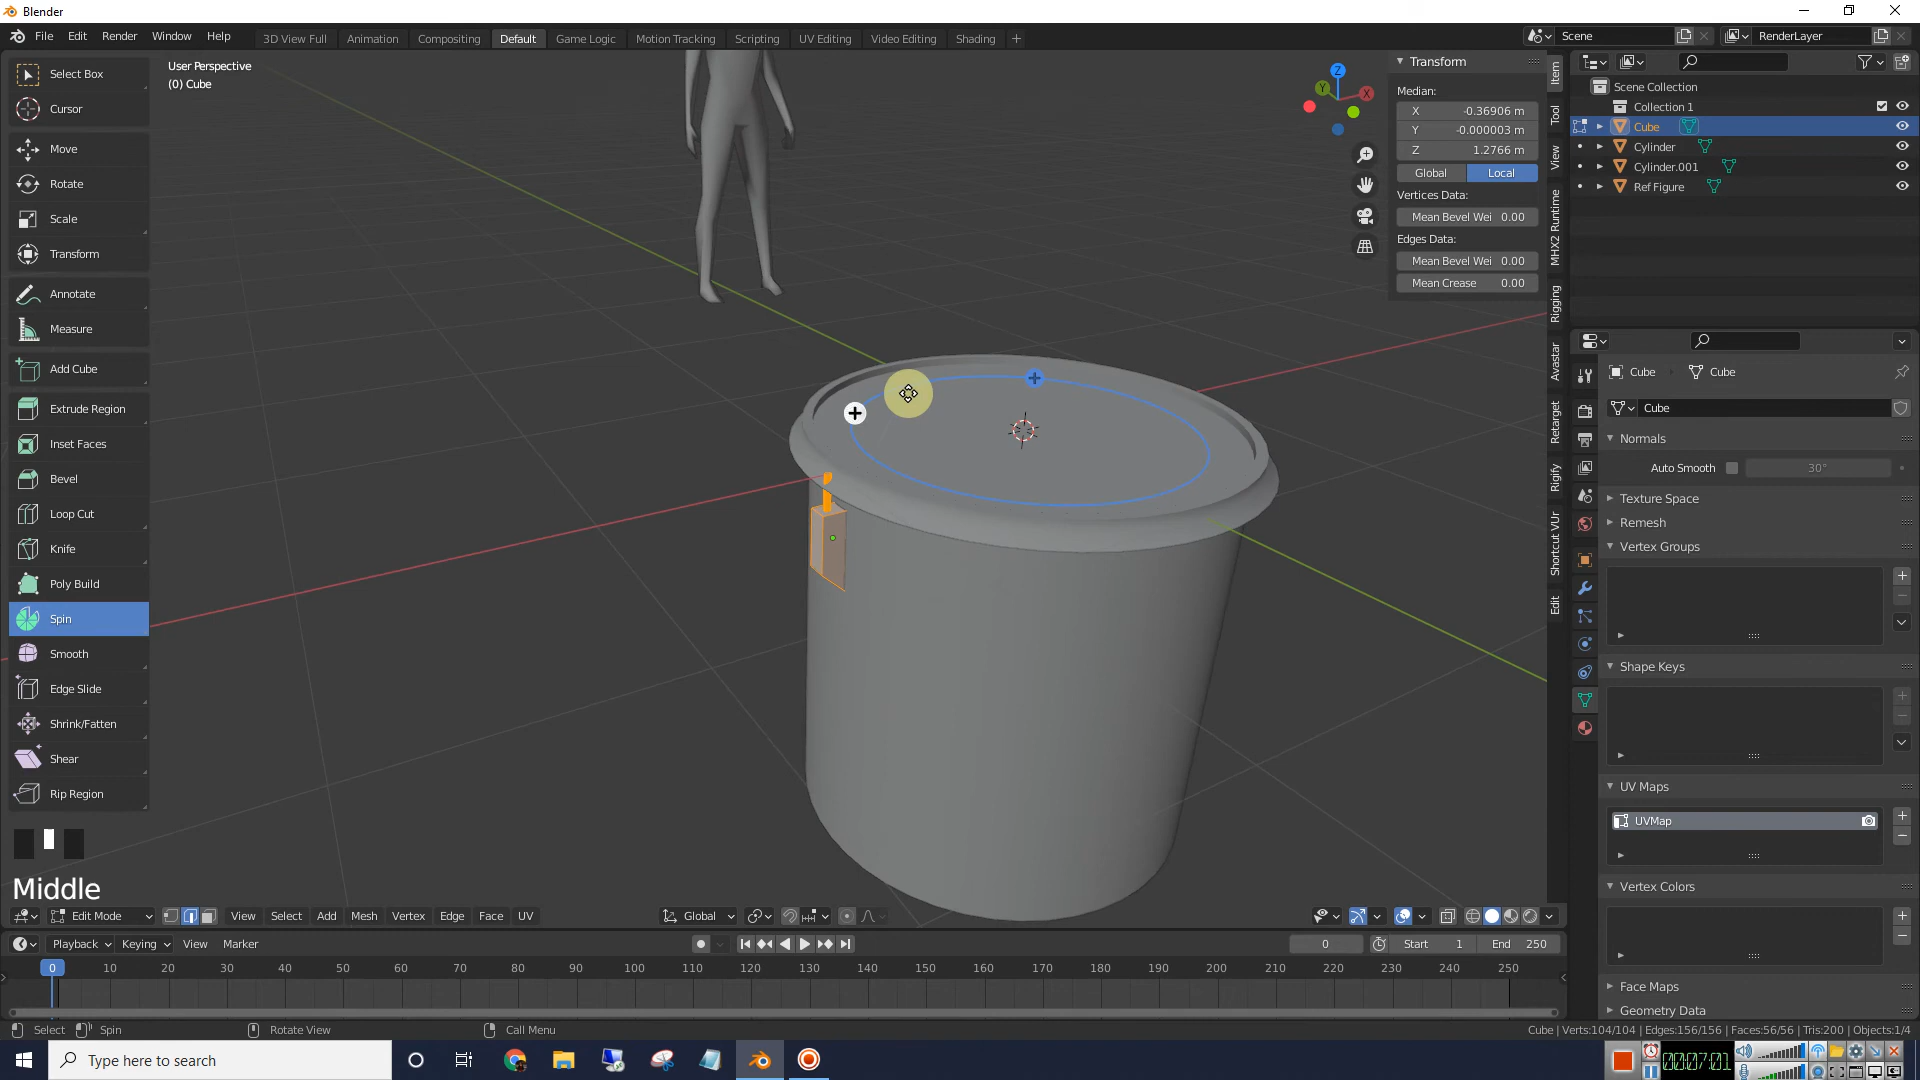 Blender
File Edit Render Window Help
3D View Full Animation Compositing Default Game Logic Motion Tracking Scripting UV Editing Video Editing Shading +
Scene
RenderLayer
Select Box
Cursor
Move
Rotate
Scale
Transform
Annotate
Measure
Add Cube
Extrude Region
Inset Faces
Bevel
Loop Cut
Knife
Poly Build
Spin
Smooth
Edge Slide
Shrink/Fatten
Shear
Rip Region
User Perspective
(0) Cube
Z
Y
X
Transform
Median:
X -0.36906 m
Y -0.000003 m
Z 1.2766 m
Global Local
Vertices Data:
Mean Bevel Wei 0.00
Edges Data:
Mean Bevel Wei 0.00
Mean Crease 0.00
Item
Tool
View
MHX2 Runtime
Rigging
Avastar
Retarget
Rigify
Shortcut VUr
Edit
Scene Collection
Collection 1
Cube
Cylinder
Cylinder.001
Ref Figure
Cube Cube
Cube
Normals
Auto Smooth 30°
Texture Space
Remesh
Vertex Groups
Shape Keys
UV Maps
UVMap
Vertex Colors
Face Maps
Geometry Data
Middle
Edit Mode View Select Add Mesh Vertex Edge Face UV Global
Playback Keying View Marker
0 Start 1 End 250
0 10 20 30 40 50 60 70 80 90 100 110 120 130 140 150 160 170 180 190 200 210 220 230 240 250
Select Spin Rotate View Call Menu
Cube | Verts:104/104 | Edges:156/156 | Faces:56/56 | Tris:200 | Objects:1/4
Type here to search
00:07:01